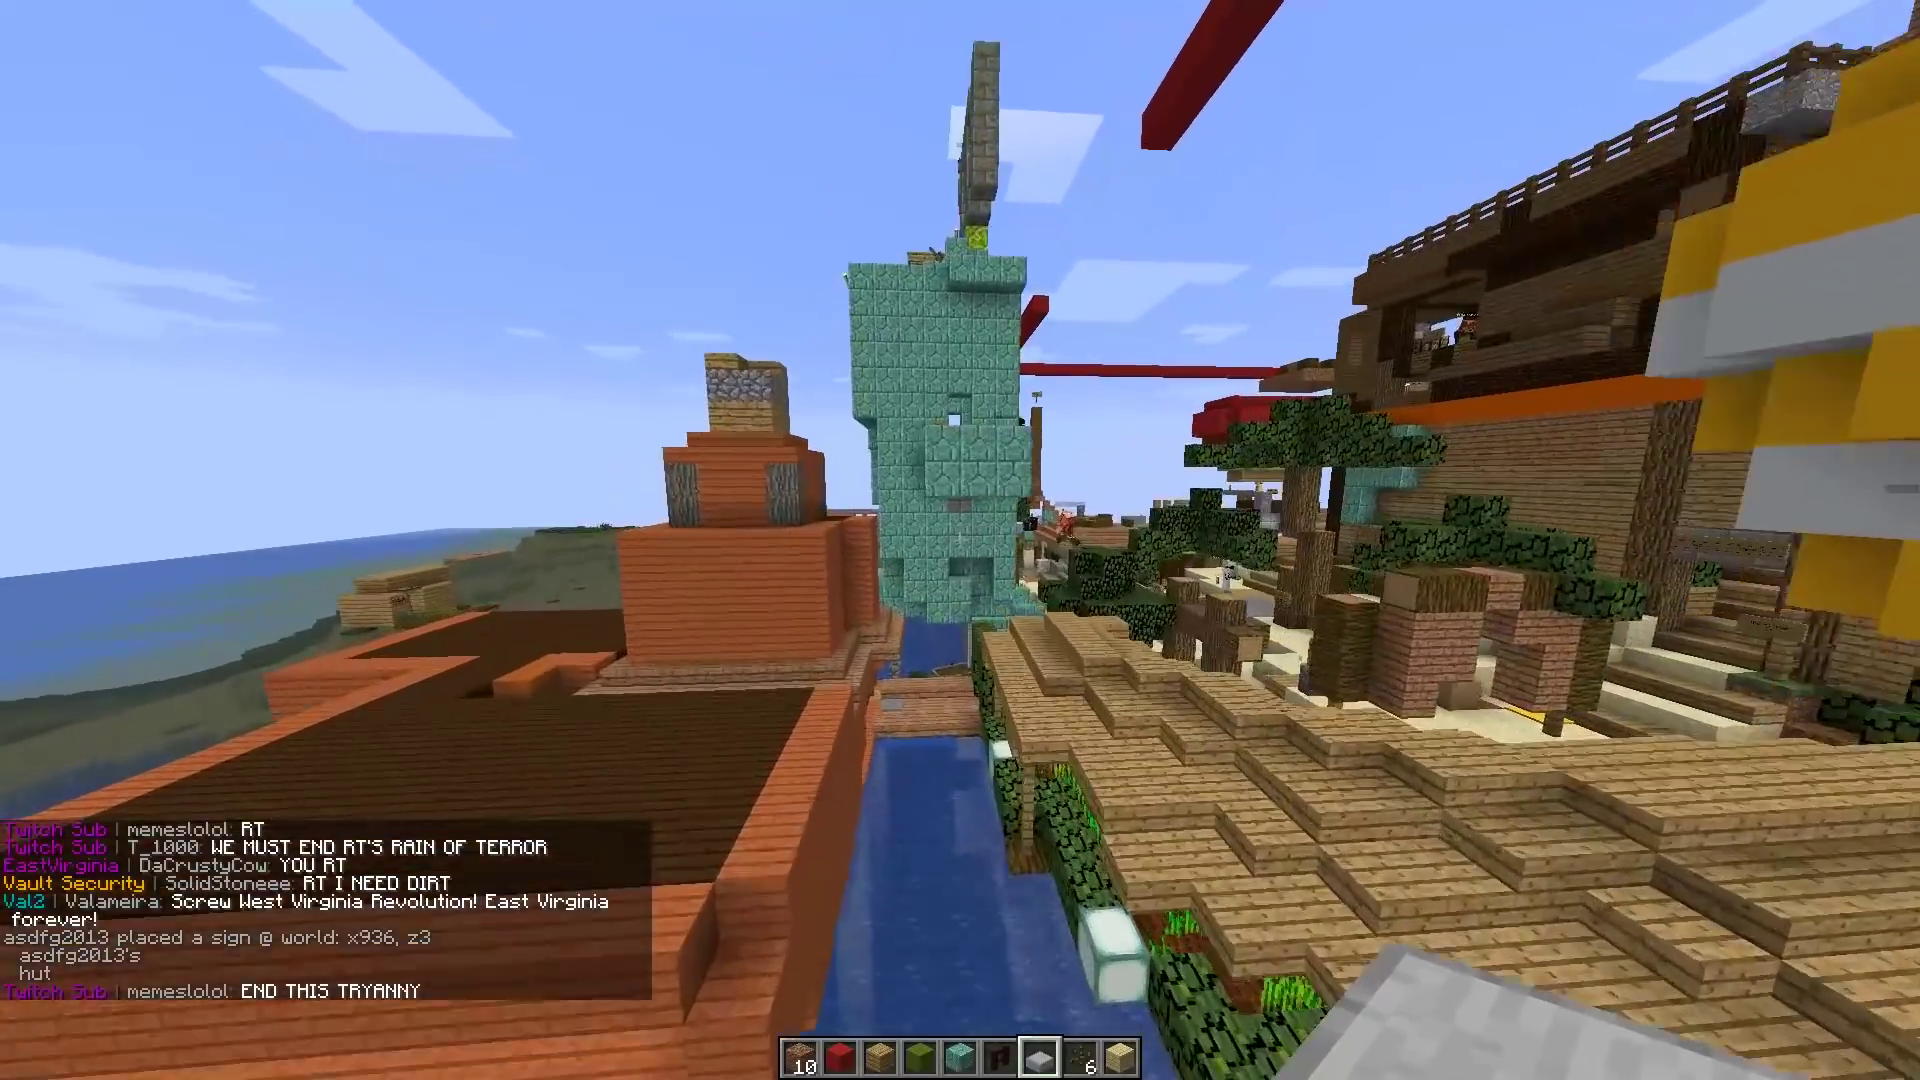 Twitch Sub | memeslolol: RT
Twitch Sub | T_1000: WE MUST END RT'S RAIN OF TERROR
EastVirginia | DaCrustyCow: YOU RT
Vault Security | SolidStoneee: RT I NEED DIRT
Val2 | Valameira: Screw West Virginia Revolution! East Virginia
forever!
asdfg2013 placed a sign @ world: x936, z3
asdfg2013's
hut
Twitch Sub | memeslolol: END THIS TRYANNY
10
6